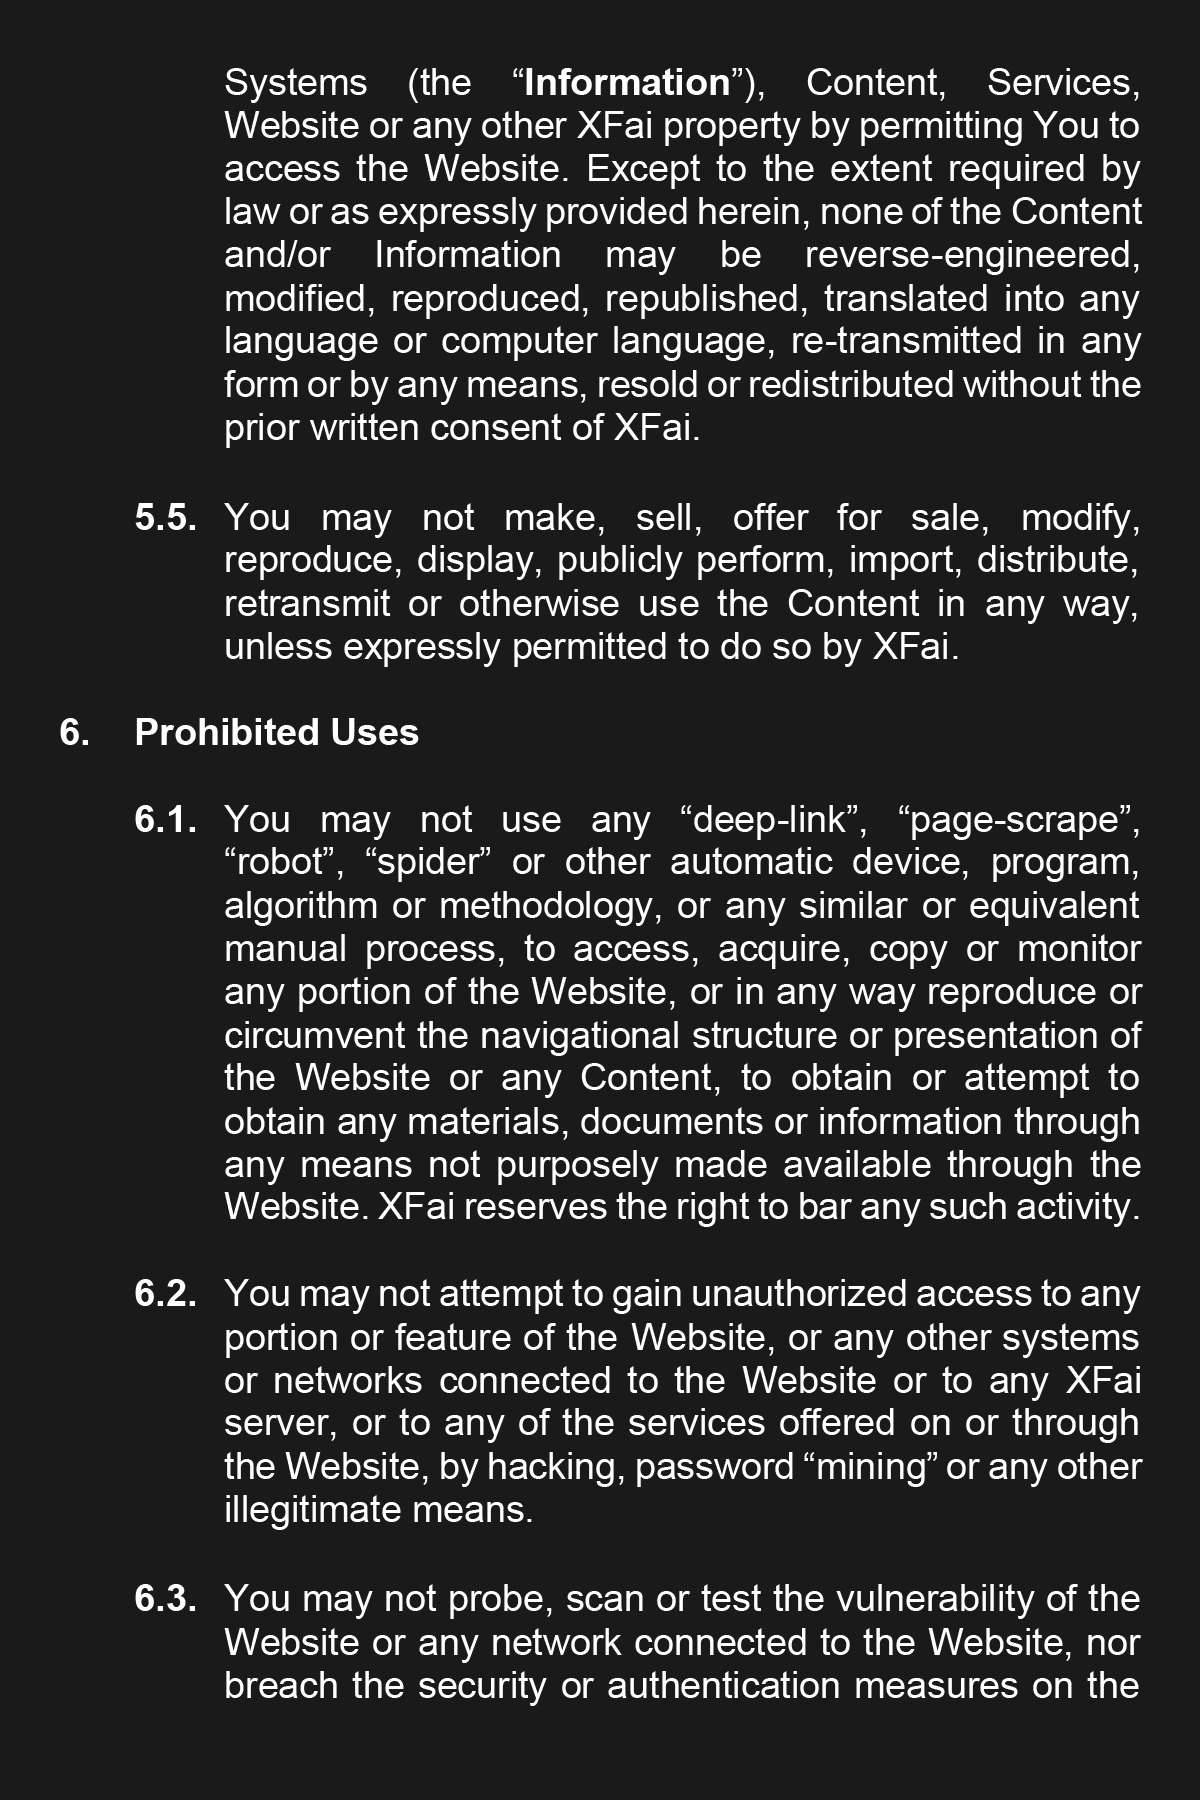 Systems (the “Information”), Content, Services,
Website or any other XFai property by permitting You to
access the Website. Except to the extent required by
law or as expressly provided herein, none of the Content
and/or Information may be reverse-engineered,
modified, reproduced, republished, translated into any
language or computer language, re-transmitted in any
form or by any means, resold or redistributed without the
prior written consent of XFai.
5.5. You may not make, sell, offer for sale, modify,
reproduce, display, publicly perform, import, distribute,
retransmit or otherwise use the Content in any way,
unless expressly permitted to do so by XFai.
6. Prohibited Uses
6.1. You may not use any “deep-link”, “page-scrape”,
“robot”, “spider” or other automatic device, program,
algorithm or methodology, or any similar or equivalent
manual process, to access, acquire, copy or monitor
any portion of the Website, or in any way reproduce or
circumvent the navigational structure or presentation of
the Website or any Content, to obtain or attempt to
obtain any materials, documents or information through
any means not purposely made available through the
Website. XFai reserves the right to bar any such activity.
6.2. You may not attempt to gain unauthorized access to any
portion or feature of the Website, or any other systems
or networks connected to the Website or to any XFai
server, or to any of the services offered on or through
the Website, by hacking, password “mining” or any other
illegitimate means.
6.3. You may not probe, scan or test the vulnerability of the
Website or any network connected to the Website, nor
breach the security or authentication measures on the